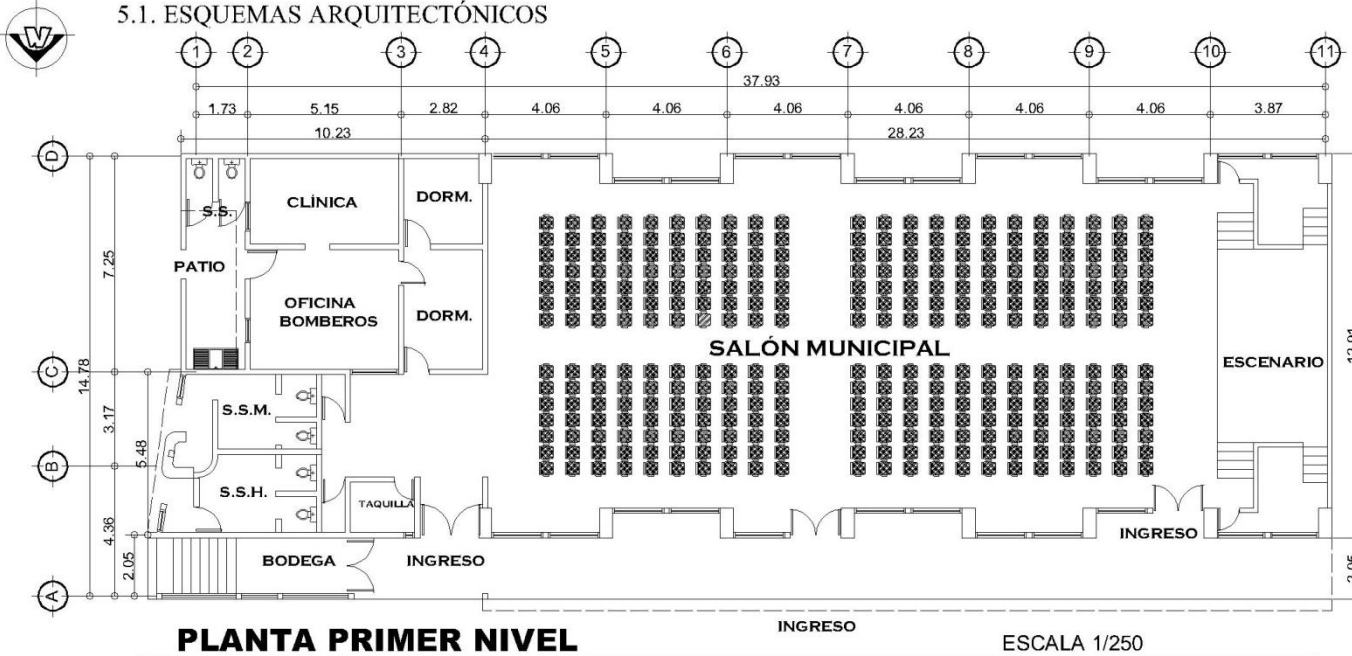 5.1. ESQUEMAS ARQUITECTÓNICOS
W
1 2 3 4 5 6 7 8 9 10 11
37.93
1.73 5.15 2.82 4.06 4.06 4.06 4.06 4.06 4.06 3.87
10.23 28.23
D
CLÍNICA
DORM.
S.S.
7.25
PATIO
OFICINA
BOMBEROS
DORM.
SALÓN MUNICIPAL
ESCENARIO
C
14.78
3.17
5.48
S.S.M.
B
S.S.H.
TAQUILLA
4.36
2.05
BODEGA
INGRESO
INGRESO
A
INGRESO
PLANTA PRIMER NIVEL
ESCALA 1/250